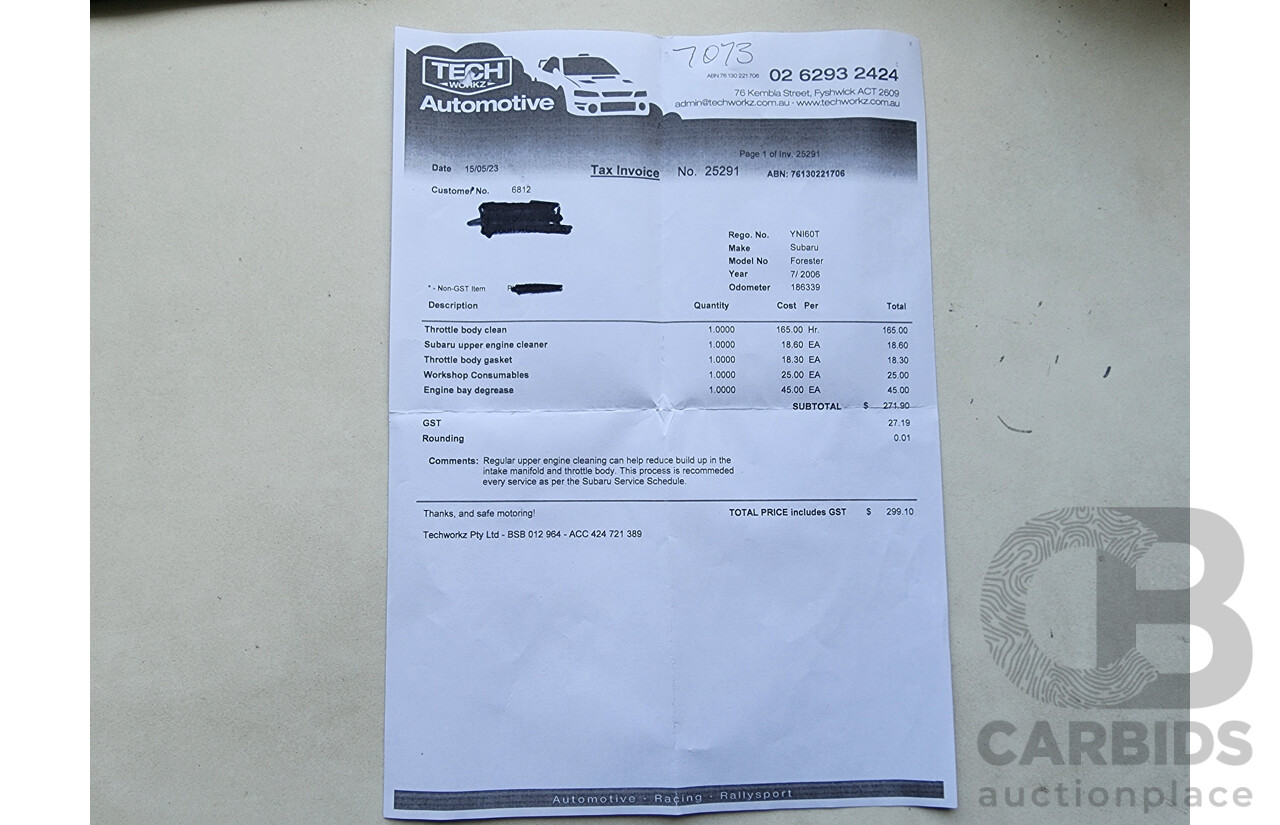 7073
TECH
WORKZ
Automotive
ABN 76 130 221 706 02 6293 2424
76 Kembla Street, Fyshwick ACT 2609
admin@techworkz.com.au · www.techworkz.com.au
Page 1 of Inv. 25291
Date 15/05/23 Tax Invoice No. 25291 ABN: 76130221706
Customer No. 6812
Rego. No. YNI60T
Make Subaru
Model No Forester
Year 7/ 2006
* - Non-GST Item Odometer 186339
Description Quantity Cost Per Total
Throttle body clean 1.0000 165.00 Hr. 165.00
Subaru upper engine cleaner 1.0000 18.60 EA 18.60
Throttle body gasket 1.0000 18.30 EA 18.30
Workshop Consumables 1.0000 25.00 EA 25.00
Engine bay degrease 1.0000 45.00 EA 45.00
SUBTOTAL $ 271.90
GST 27.19
Rounding 0.01
Comments: Regular upper engine cleaning can help reduce build up in the
intake manifold and throttle body. This process is recommeded
every service as per the Subaru Service Schedule.
Thanks, and safe motoring! TOTAL PRICE includes GST $ 299.10
Techworkz Pty Ltd - BSB 012 964 - ACC 424 721 389
Automotive · Racing · Rallysport
CB
CARBIDS
auctionplace